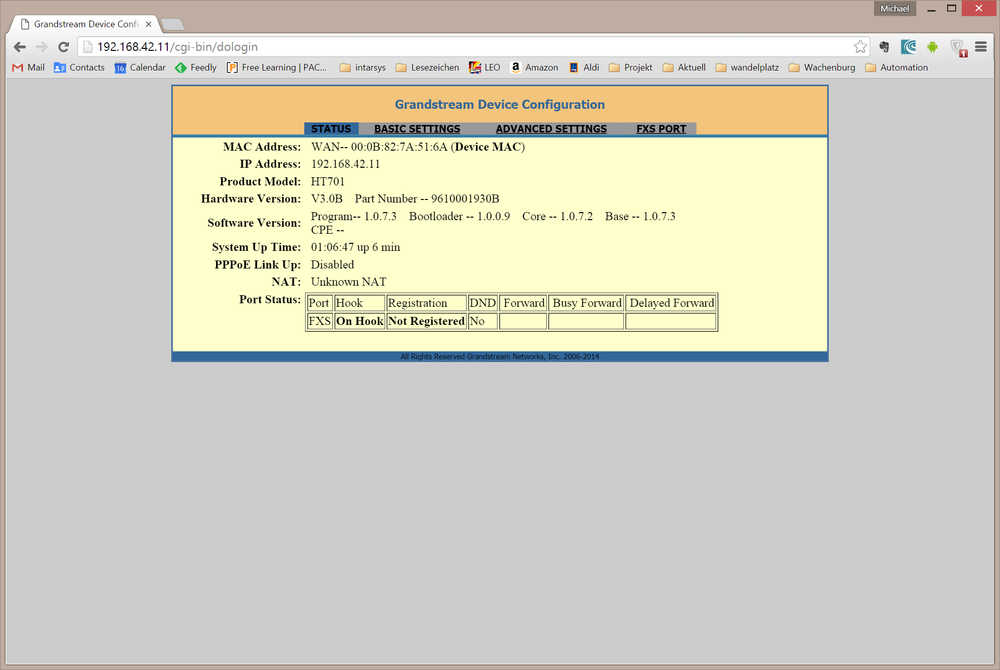 Michael
Grandstream Device Confi
192.168.42.11/cgi-bin/dologin
1
Mail Contacts 16 Calendar Feedly Free Learning | PAC... intarsys Lesezeichen LEO a Amazon Aldi Projekt Aktuell wandelplatz Wachenburg Automation
Grandstream Device Configuration
STATUS BASIC SETTINGS ADVANCED SETTINGS FXS PORT
MAC Address: WAN-- 00:0B:82:7A:51:6A (Device MAC)
IP Address: 192.168.42.11
Product Model: HT701
Hardware Version: V3.0B Part Number -- 9610001930B
Software Version: Program-- 1.0.7.3 Bootloader -- 1.0.0.9 Core -- 1.0.7.2 Base -- 1.0.7.3
CPE --
System Up Time: 01:06:47 up 6 min
PPPoE Link Up: Disabled
NAT: Unknown NAT
Port Status: Port Hook Registration DND Forward Busy Forward Delayed Forward
FXS On Hook Not Registered No
All Rights Reserved Grandstream Networks, Inc. 2006-2014